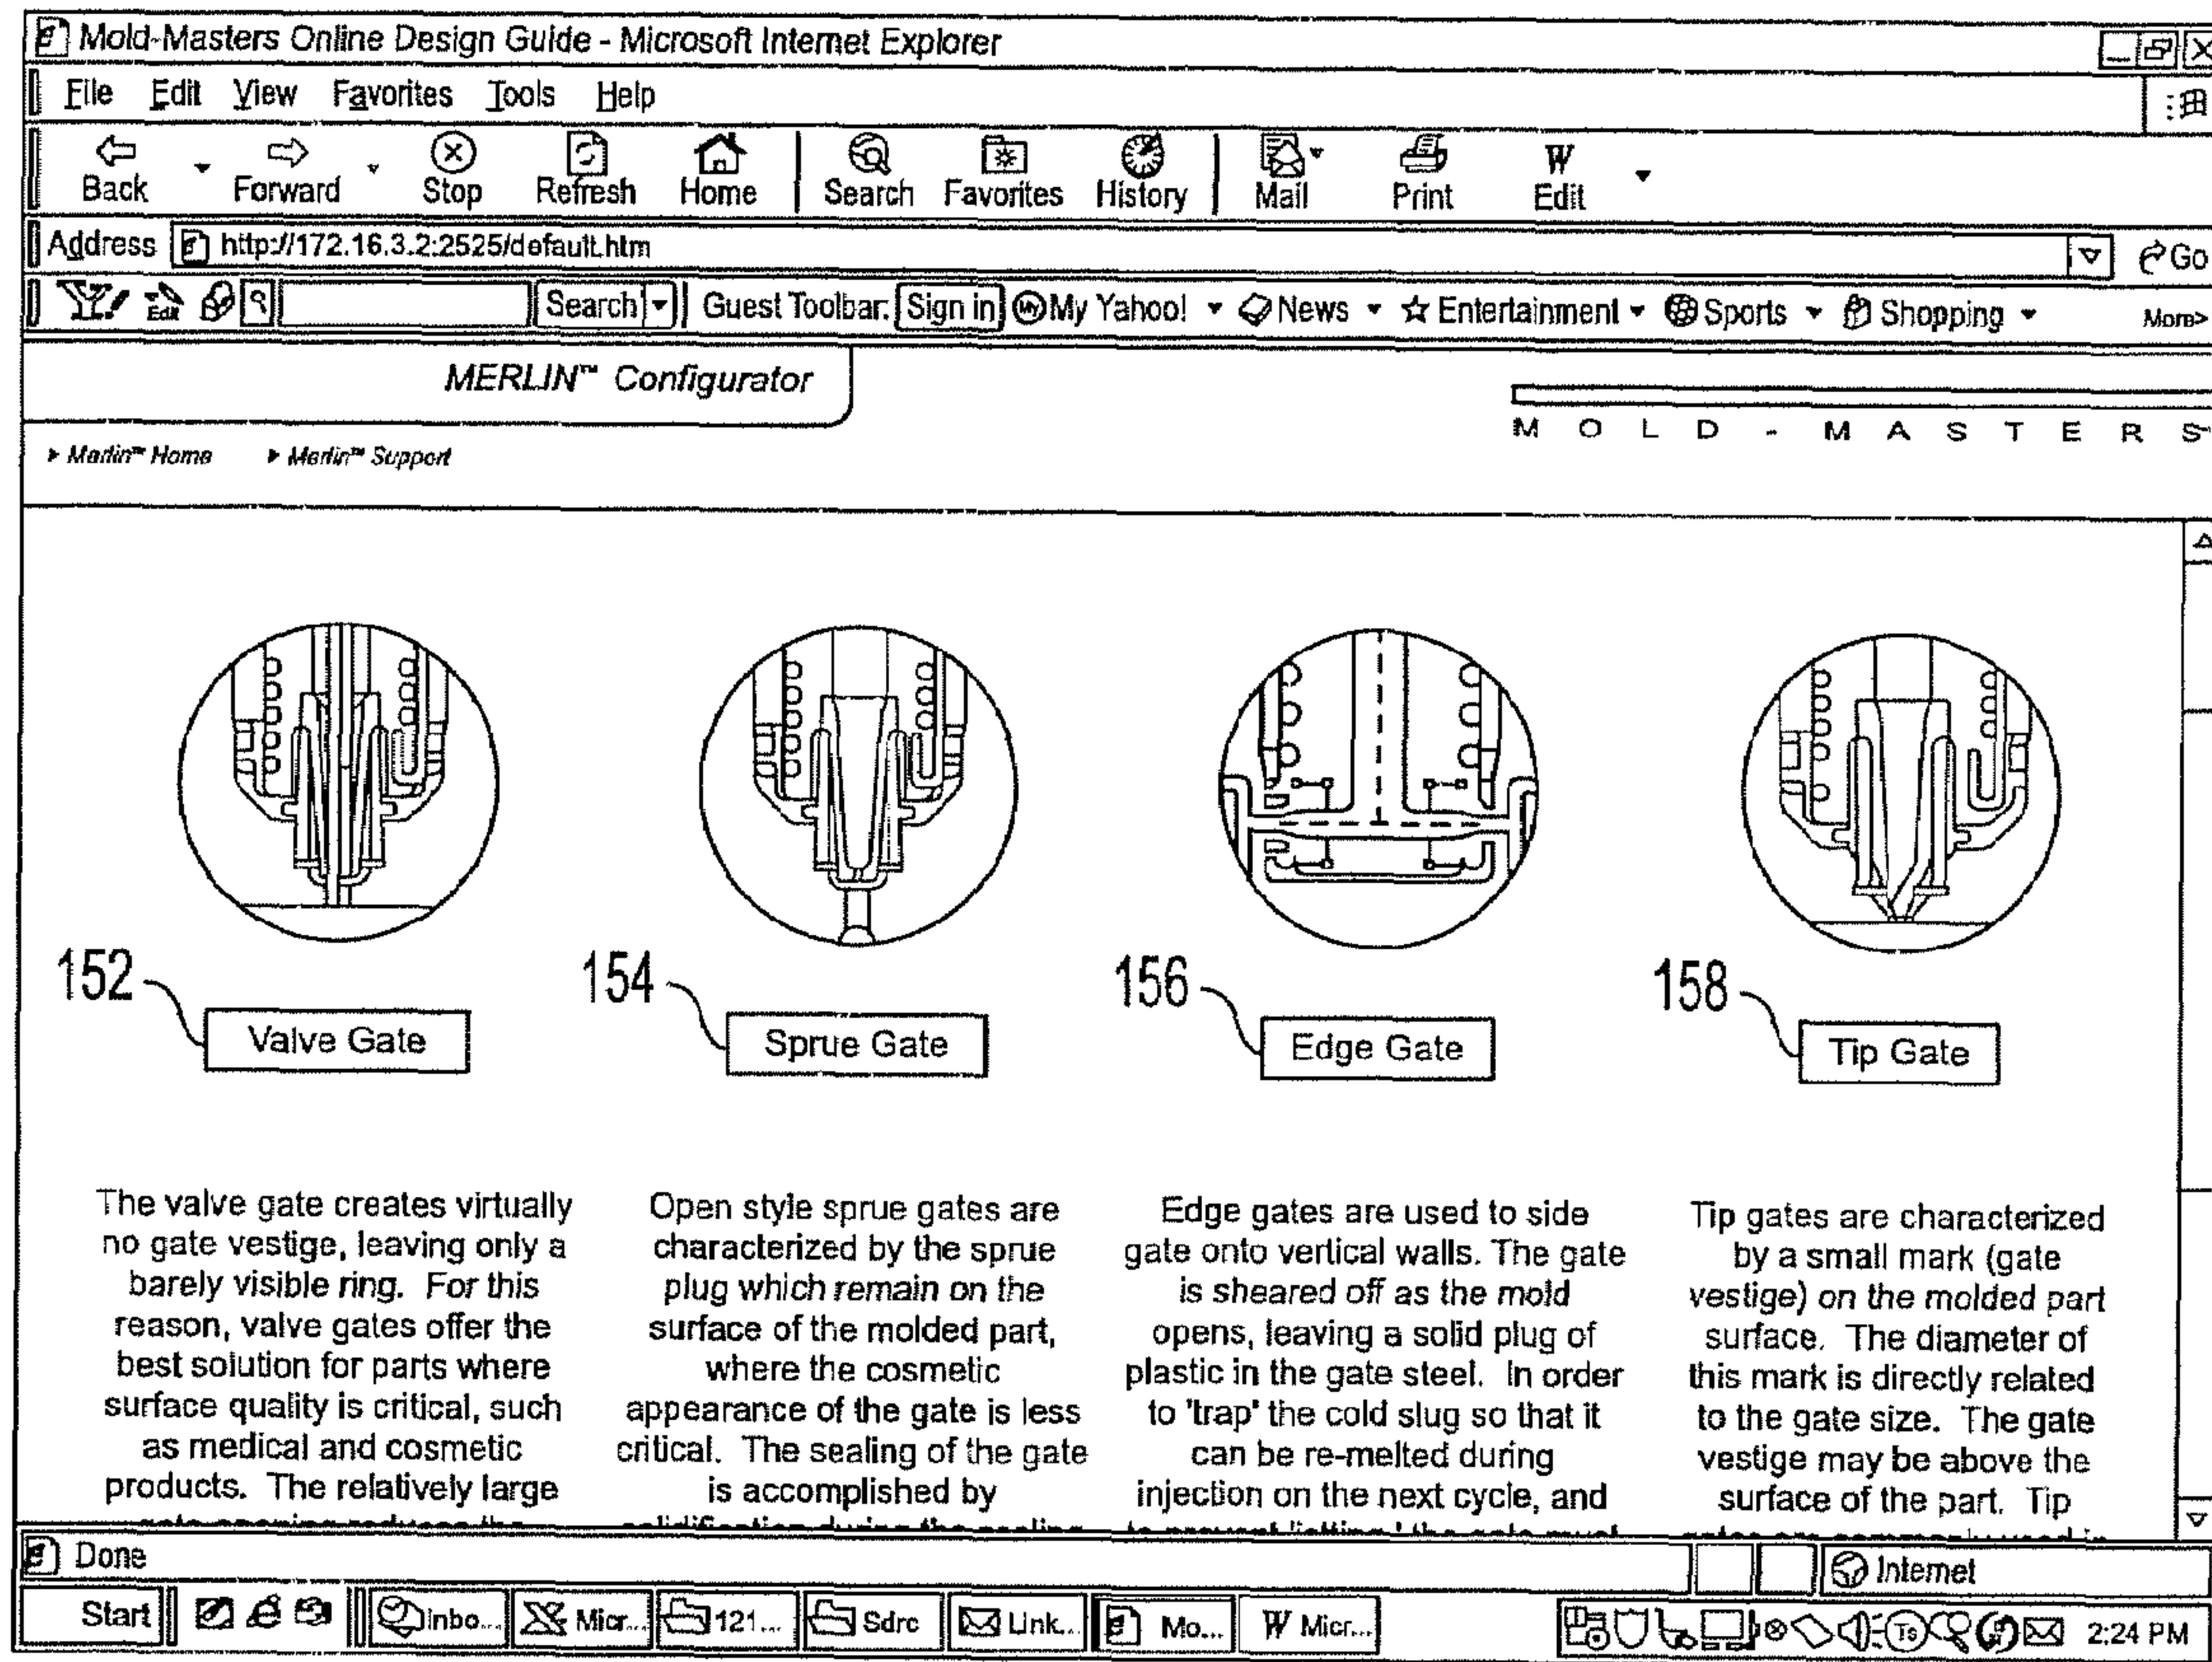 Mold-Masters Online Design Guide - Microsoft Internet Explorer
File Edit View Favorites Tools Help
Back Forward Stop Refresh Home Search Favorites History Mail Print Edit
Address http://172.16.3.2:2525/default.htm Go
Edit Search Guest Toolbar: Sign in My Yahoo! News Entertainment Sports Shopping More>
MERLIN™ Configurator
MOLD-MASTERS
Merlin™ Home Merlin™ Support
152 154 156 158
Valve Gate Sprue Gate Edge Gate Tip Gate
The valve gate creates virtually
no gate vestige, leaving only a
barely visible ring. For this
reason, valve gates offer the
best solution for parts where
surface quality is critical, such
as medical and cosmetic
products. The relatively large
Open style sprue gates are
characterized by the sprue
plug which remain on the
surface of the molded part,
where the cosmetic
appearance of the gate is less
critical. The sealing of the gate
is accomplished by
Edge gates are used to side
gate onto vertical walls. The gate
is sheared off as the mold
opens, leaving a solid plug of
plastic in the gate steel. In order
to 'trap' the cold slug so that it
can be re-melted during
injection on the next cycle, and
Tip gates are characterized
by a small mark (gate
vestige) on the molded part
surface. The diameter of
this mark is directly related
to the gate size. The gate
vestige may be above the
surface of the part. Tip
Done Internet
Start Inbo... Micr... 121... Sdrc Link... Mo... Micr... 2:24 PM